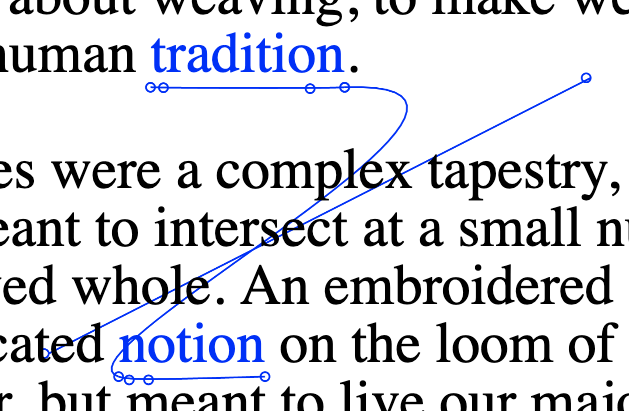 about weaving, to make we
human tradition.
es were a complex tapestry,
eant to intersect at a small nu
ved whole. An embroidered
cated notion on the loom of
r, but meant to live our maj